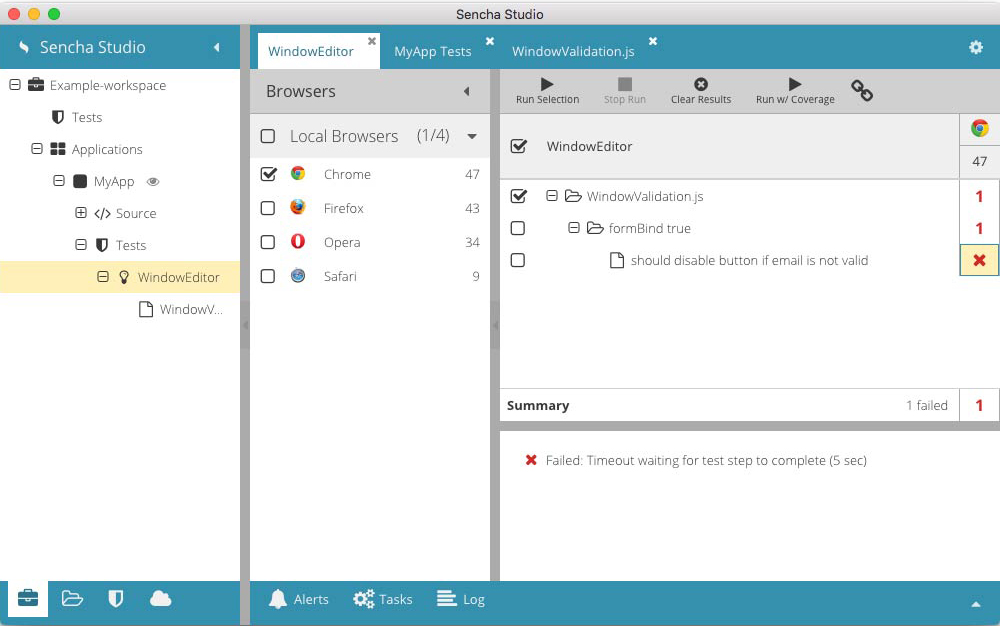 Sencha Studio
Sencha Studio
Example-workspace
Tests
Applications
MyApp
Source
Tests
WindowEditor
WindowV...
WindowEditor
MyApp Tests
WindowValidation.js
Browsers
Local Browsers (1/4)
Chrome 47
Firefox 43
Opera 34
Safari 9
Run Selection
Stop Run
Clear Results
Run w/ Coverage
WindowEditor
47
WindowValidation.js 1
formBind true 1
should disable button if email is not valid
Summary 1 failed 1
Failed: Timeout waiting for test step to complete (5 sec)
Alerts
Tasks
Log